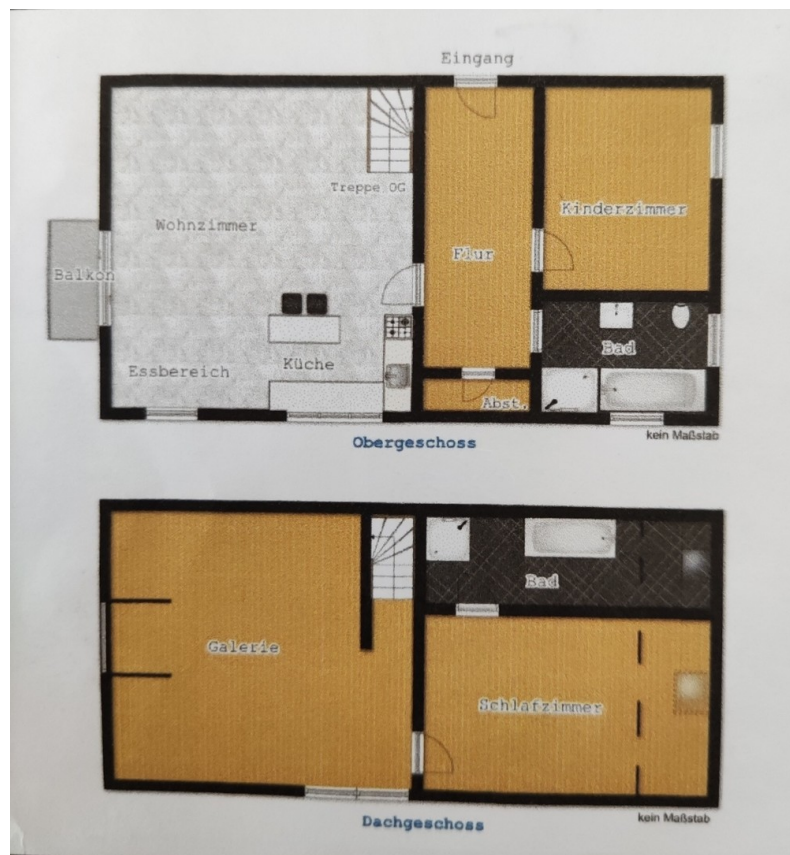 Eingang
Treppe OG
Kinderzimmer
Wohnzimmer
Flur
Balkon
Bad
Küche
Essbereich
Abst.
kein Maßstab
Obergeschoss
Bad
Galerie
Schlafzimmer
kein Maßstab
Dachgeschoss